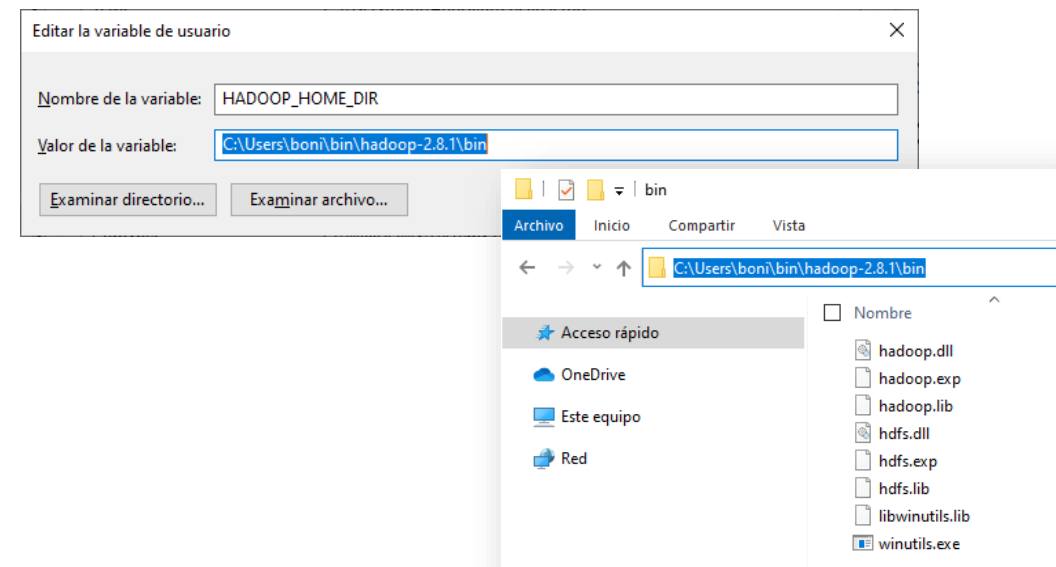 Editar la variable de usuario
Nombre de la variable: HADOOP_HOME_DIR
Valor de la variable: C:\Users\boni\bin\hadoop-2.8.1\bin
Examinar directorio... Examinar archivo...
bin
Archivo Inicio Compartir Vista
C:\Users\boni\bin\hadoop-2.8.1\bin
Nombre
Acceso rápido
OneDrive
Este equipo
Red
hadoop.dll
hadoop.exp
hadoop.lib
hdfs.dll
hdfs.exp
hdfs.lib
libwinutils.lib
winutils.exe